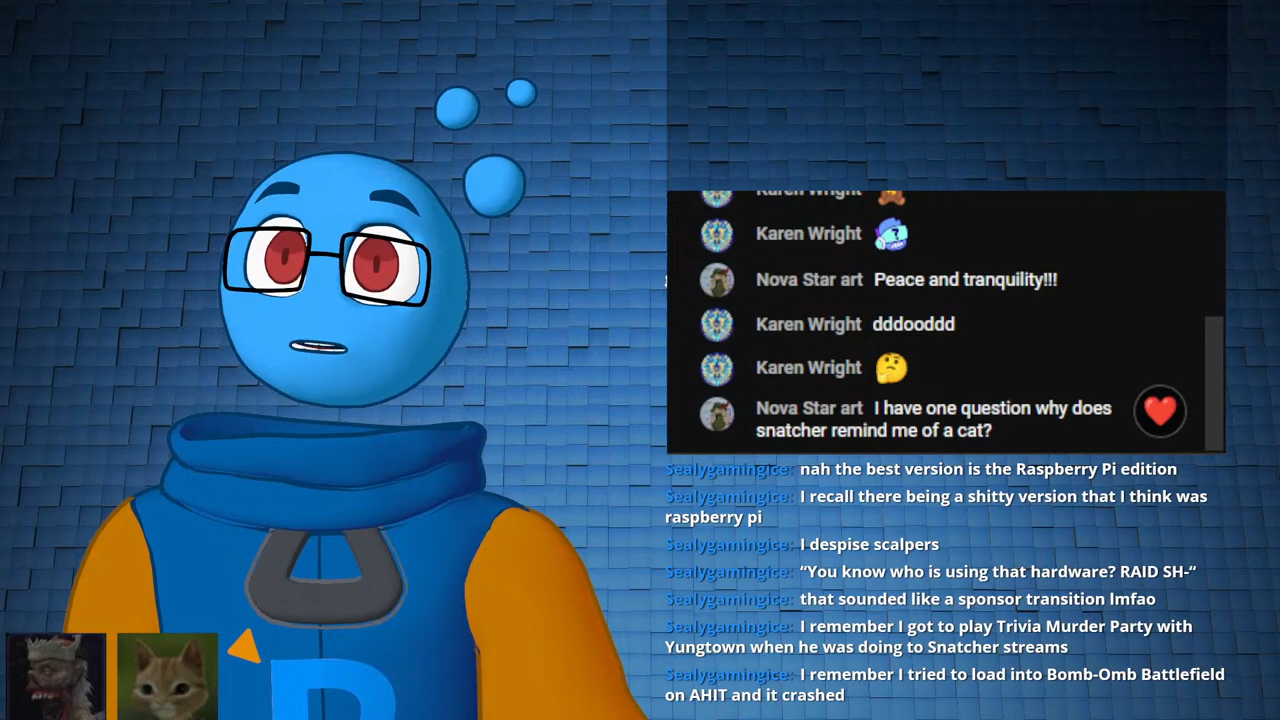 Karen Wright
Karen Wright
Nova Star art Peace and tranquility!!!
Karen Wright dddooddd
Karen Wright
Nova Star art I have one question why does
snatcher remind me of a cat?
Sealygamingice: nah the best version is the Raspberry Pi edition
Sealygamingice: I recall there being a shitty version that I think was
raspberry pi
Sealygamingice: I despise scalpers
Sealygamingice: “You know who is using that hardware? RAID SH-“
Sealygamingice: that sounded like a sponsor transition lmfao
Sealygamingice: I remember I got to play Trivia Murder Party with
Yungtown when he was doing to Snatcher streams
Sealygamingice: I remember I tried to load into Bomb-Omb Battlefield
on AHIT and it crashed